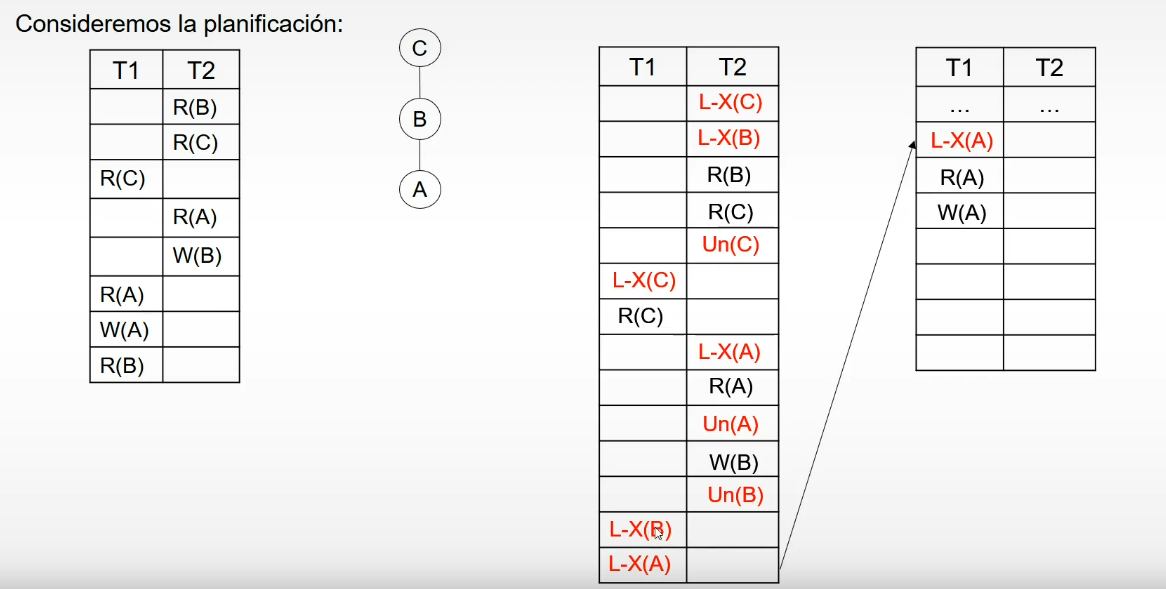 Consideremos la planificación:
T1 T2
R(B)
R(C)
R(C)
R(A)
W(B)
R(A)
W(A)
R(B)
C
B
A
T1 T2
L-X(C)
L-X(B)
R(B)
R(C)
Un(C)
L-X(C)
R(C)
L-X(A)
R(A)
Un(A)
W(B)
Un(B)
L-X(B)
L-X(A)
T1 T2
... ...
L-X(A)
R(A)
W(A)